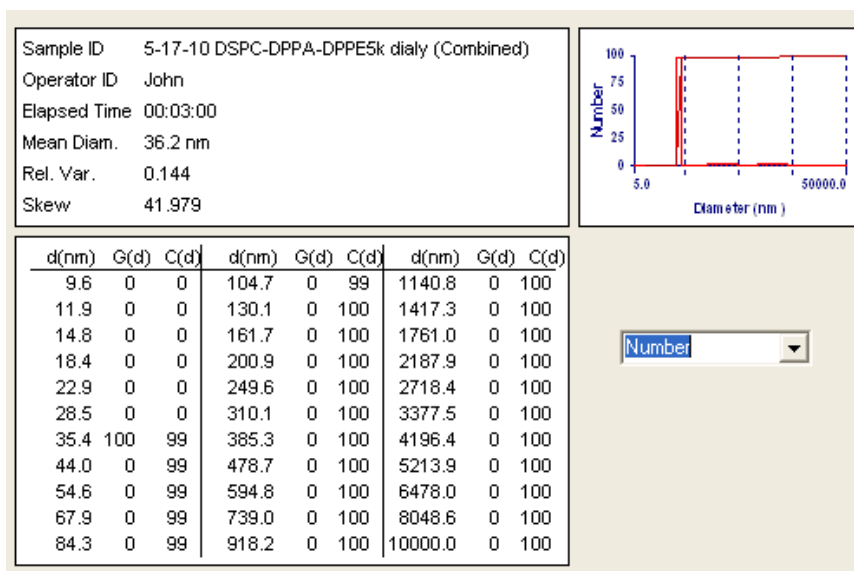 Sample ID 5-17-10 DSPC-DPPA-DPPE5k dialy (Combined)
Operator ID John
Elapsed Time 00:03:00
Mean Diam. 36.2 nm
Rel. Var. 0.144
Skew 41.979
100
75
50
25
0
Number
5.0 50000.0
Diameter (nm)
d(nm) G(d) C(d) d(nm) G(d) C(d) d(nm) G(d) C(d)
9.6 0 0 104.7 0 99 1140.8 0 100
11.9 0 0 130.1 0 100 1417.3 0 100
14.8 0 0 161.7 0 100 1761.0 0 100
18.4 0 0 200.9 0 100 2187.9 0 100
22.9 0 0 249.6 0 100 2718.4 0 100
28.5 0 0 310.1 0 100 3377.5 0 100
35.4 100 99 385.3 0 100 4196.4 0 100
44.0 0 99 478.7 0 100 5213.9 0 100
54.6 0 99 594.8 0 100 6478.0 0 100
67.9 0 99 739.0 0 100 8048.6 0 100
84.3 0 99 918.2 0 100 10000.0 0 100
Number